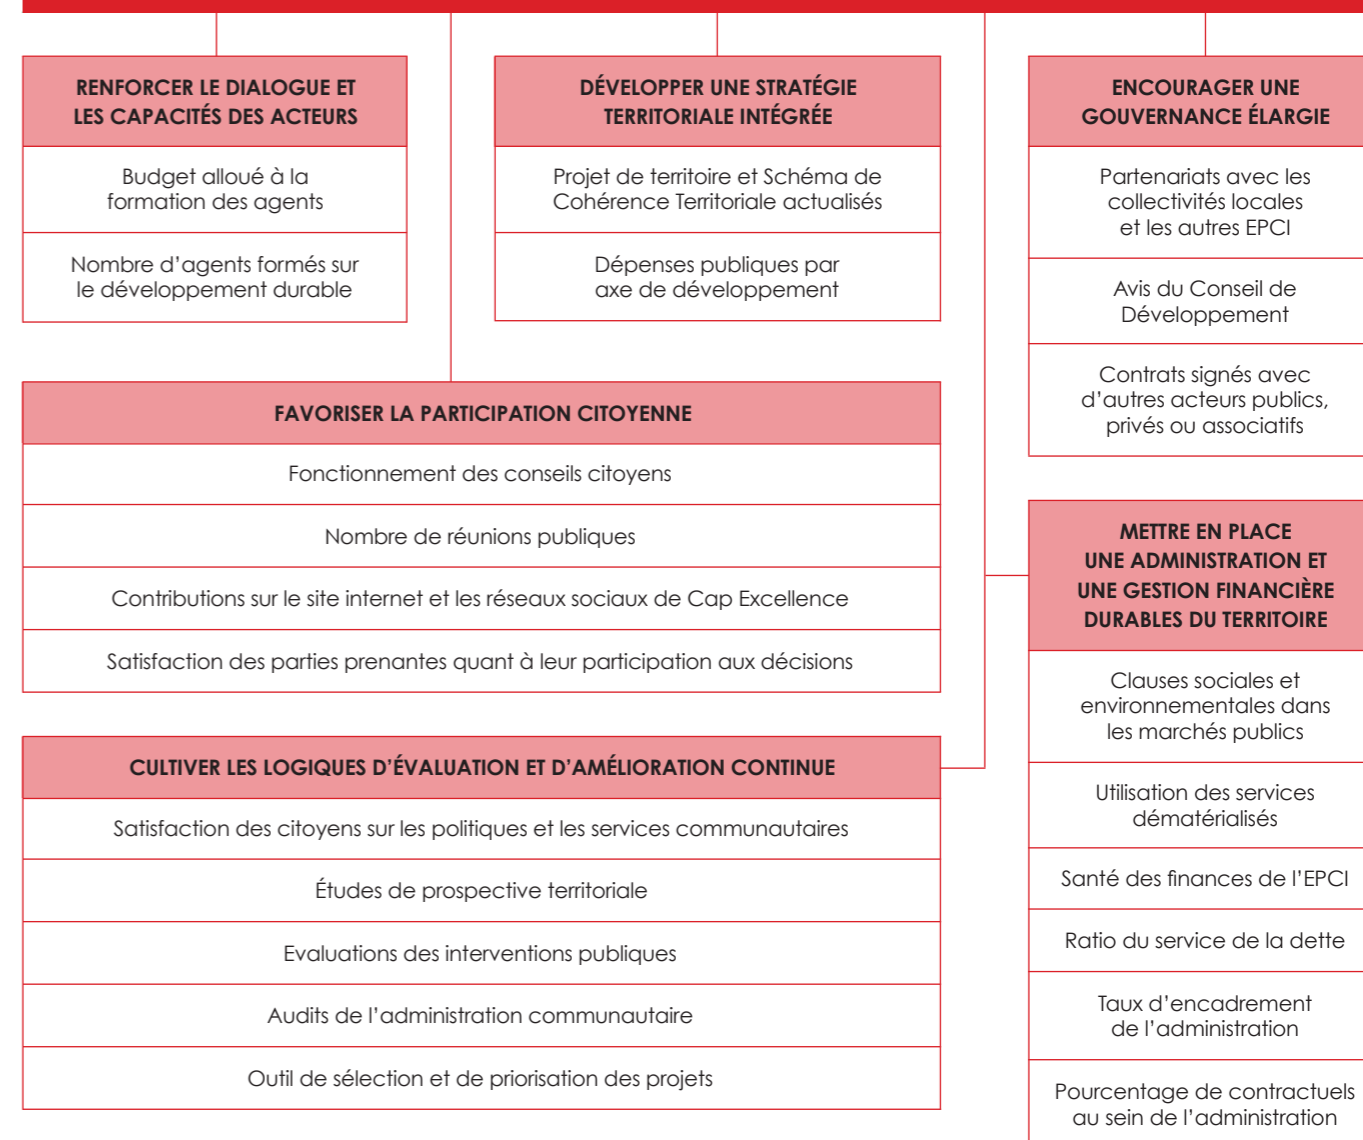 RENFORCER LE DIALOGUE ET
LES CAPACITÉS DES ACTEURS
Budget alloué à la
formation des agents
Nombre d’agents formés sur
le développement durable
DÉVELOPPER UNE STRATÉGIE
TERRITORIALE INTÉGRÉE
Projet de territoire et Schéma de
Cohérence Territoriale actualisés
Dépenses publiques par
axe de développement
ENCOURAGER UNE
GOUVERNANCE ÉLARGIE
Partenariats avec les
collectivités locales
et les autres EPCI
Avis du Conseil de
Développement
Contrats signés avec
d’autres acteurs publics,
privés ou associatifs
FAVORISER LA PARTICIPATION CITOYENNE
Fonctionnement des conseils citoyens
Nombre de réunions publiques
Contributions sur le site internet et les réseaux sociaux de Cap Excellence
Satisfaction des parties prenantes quant à leur participation aux décisions
METTRE EN PLACE
UNE ADMINISTRATION ET
UNE GESTION FINANCIÈRE
DURABLES DU TERRITOIRE
Clauses sociales et
environnementales dans
les marchés publics
Utilisation des services
dématérialisés
Santé des finances de l’EPCI
Ratio du service de la dette
Taux d’encadrement
de l’administration
Pourcentage de contractuels
au sein de l’administration
CULTIVER LES LOGIQUES D’ÉVALUATION ET D’AMÉLIORATION CONTINUE
Satisfaction des citoyens sur les politiques et les services communautaires
Études de prospective territoriale
Evaluations des interventions publiques
Audits de l’administration communautaire
Outil de sélection et de priorisation des projets